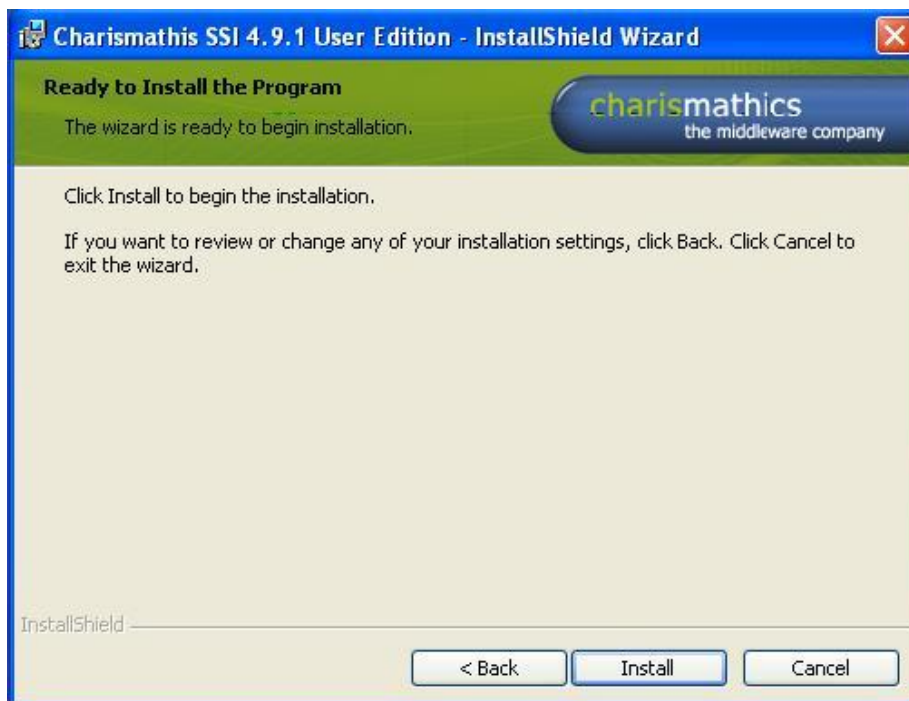 Charismathis SSI 4.9.1 User Edition - InstallShield Wizard
Ready to Install the Program
The wizard is ready to begin installation.
charismathics
the middleware company
Click Install to begin the installation.
If you want to review or change any of your installation settings, click Back. Click Cancel to
exit the wizard.
InstallShield
< Back Install Cancel